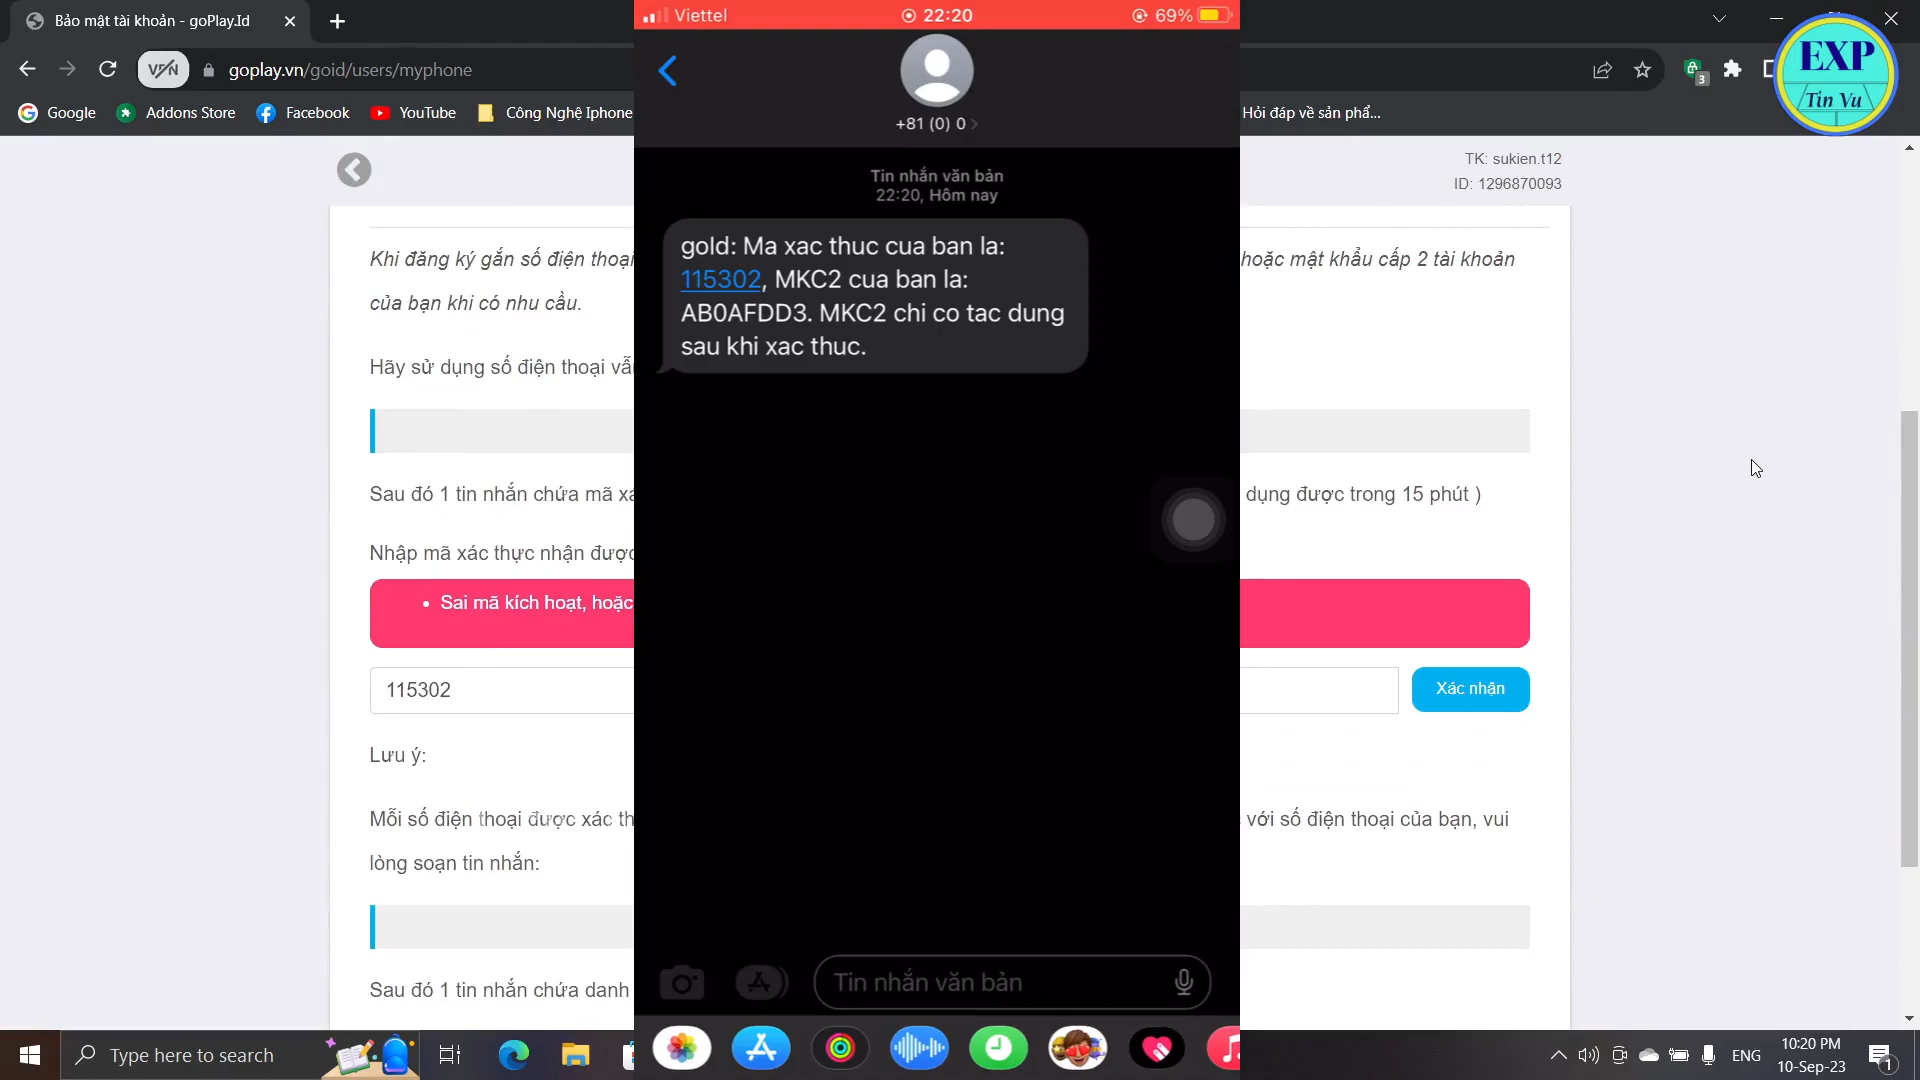 Bảo mật tài khoản - goPlay.Id
goplay.vn/goid/users/myphone
Google
Addons Store
Facebook
YouTube
Công Nghệ Iphone
Hỏi đáp về sản phẩ...
3
EXP
Tin Vu
TK: sukien.t12
ID: 1296870093
Khi đăng ký gắn số điện thoại
hoặc mật khẩu cấp 2 tài khoản
của bạn khi có nhu cầu.
Hãy sử dụng số điện thoại
Sau đó 1 tin nhắn chứa mã
dụng được trong 15 phút )
Nhập mã xác thực nhận được
Sai mã kích hoạt, hoặc
115302
Xác nhận
Lưu ý:
Mỗi số điện thoại được xác
với số điện thoại của bạn, vui
lòng soạn tin nhắn:
Sau đó 1 tin nhắn chứa danh
Viettel
22:20
69%
+81 (0) 0
Tin nhắn văn bản
22:20, Hôm nay
gold: Ma xac thuc cua ban la:
115302, MKC2 cua ban la:
AB0AFDD3. MKC2 chi co tac dung
sau khi xac thuc.
Tin nhắn văn bản
Type here to search
ENG
10:20 PM
10-Sep-23
1